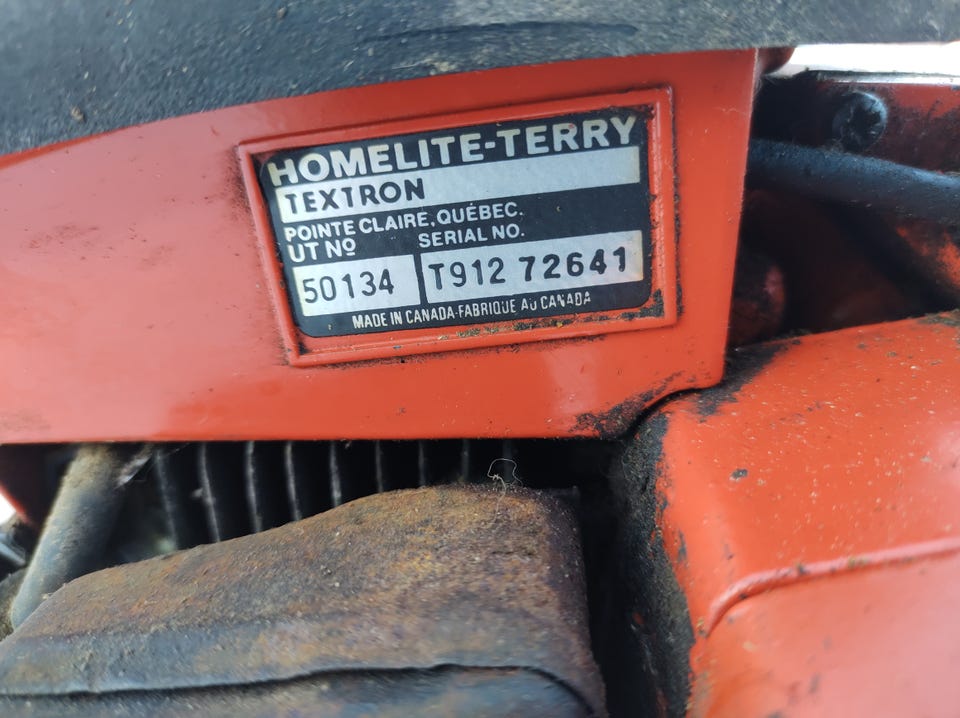 HOMELITE-TERRY
TEXTRON
POINTE CLAIRE, QUÉBEC.
UT Nº SERIAL NO.
50134 T912 72641
MADE IN CANADA-FABRIQUE AU CANADA